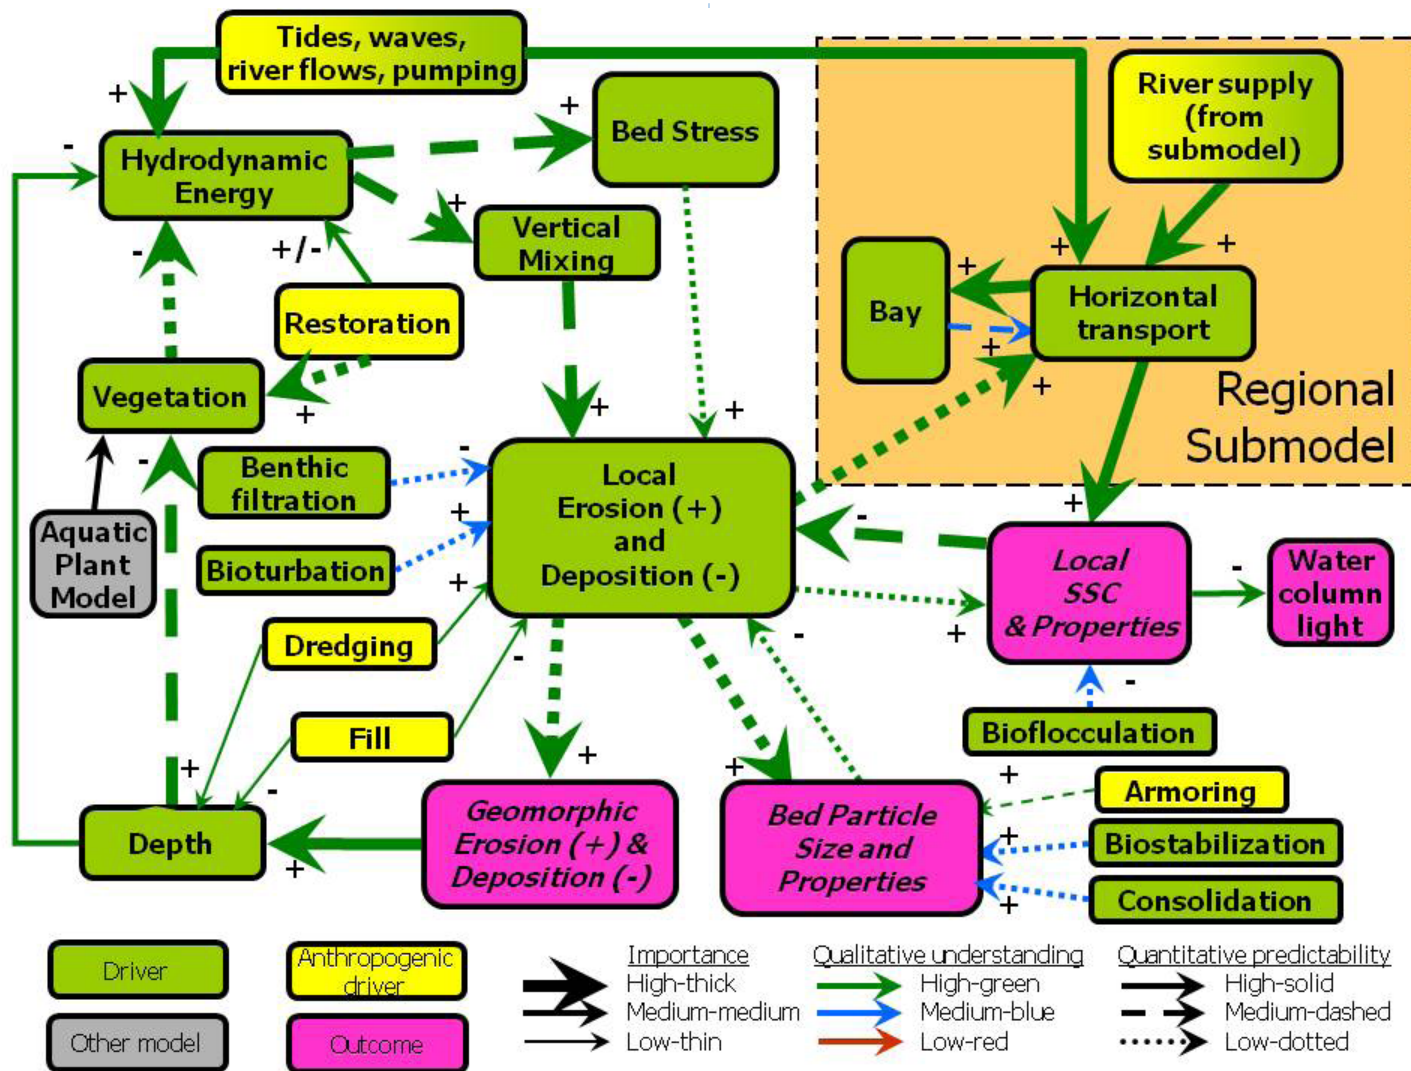 Tides, waves,
river flows, pumping
+
+
-
Hydrodynamic
Energy
Bed Stress
River supply
(from
submodel)
+
Vertical
Mixing
-
+/-
+
+
+
Bay
Horizontal
transport
Restoration
+
+
Regional
Submodel
Vegetation
+
+
+
-
Benthic
filtration
-
Local
Erosion (+)
and
Deposition (-)
+
-
+
Aquatic
Plant
Model
Bioturbation
+
Local
SSC
& Properties
-
Water
column
light
Dredging
-
-
+
-
Bioflocculation
Fill
+
-
+
+
+
Armoring
Depth
+
Geomorphic
Erosion (+) &
Deposition (-)
Bed Particle
Size and
Properties
+
Biostabilization
+
Consolidation
Driver
Anthropogenic
driver
Other model
Outcome
Importance
High-thick
Medium-medium
Low-thin
Qualitative understanding
High-green
Medium-blue
Low-red
Quantitative predictability
High-solid
Medium-dashed
Low-dotted